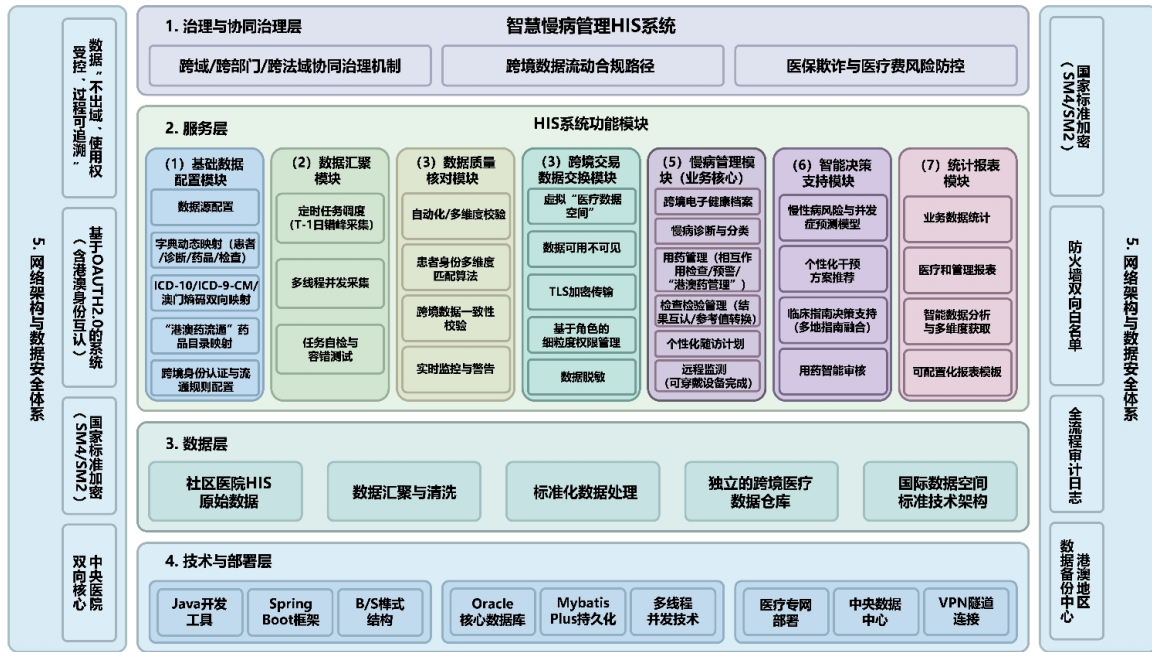 智慧慢病管理HIS系统
1. 治理与协同治理层
跨域/跨部门/跨法域协同治理机制
跨境数据流动合规路径
医保欺诈与医疗费风险防控
2. 服务层
HIS系统功能模块
(1) 基础数据
配置模块
数据源配置
字典动态映射（患者
/诊断/药品/检查）
ICD-10/ICD-9-CM/
澳门熵码双向映射
“港澳药流通”药
品目录映射
跨境身份认证与流
通规则配置
(2) 数据汇聚
模块
定时任务调度
(T-1日错峰采集)
多线程并发采集
任务自检与
容错测试
(3) 数据质量
核对模块
自动化/多维度校验
患者身份多维度
匹配算法
跨境数据一致性
校验
实时监控与警告
(3) 跨境交易
数据交换模块
虚拟“医疗数据
空间”
数据可用不可见
TLS加密传输
基于角色的
细粒度权限管理
数据脱敏
(5) 慢病管理模
块（业务核心）
跨境电子健康档案
慢病诊断与分类
用药管理（相互作
用检查/预警/
“港澳药管理”）
检查检验管理（结
果互认/参考值转换）
个性化随访计划
远程监测
(可穿戴设备完成)
(6) 智能决策
支持模块
慢性病风险与并发
症预测模型
个性化干预
方案推荐
临床指南决策支持
(多地指南融合)
用药智能审核
(7) 统计报表
模块
业务数据统计
医疗和管理报表
智能数据分析
与多维度获取
可配置化报表模板
3. 数据层
社区医院HIS
原始数据
数据汇聚与清洗
标准化数据处理
独立的跨境医疗
数据仓库
国际数据空间
标准技术架构
4. 技术与部署层
Java开发
工具
Spring
Boot框架
B/S模式
结构
Oracle
核心数据库
Mybatis
Plus持久化
多线程
并发技术
医疗专网
部署
中央数据
中心
VPN隧道
连接
5. 网络架构与数据安全体系
数据“不出域，使用权
受控，过程可追溯”
基于OAUTH2.0的系统
（含港澳身份互认）
国家标准加密
(SM4/SM2)
中央医院
双向核心
5. 网络架构与数据安全体系
国家标准加密
(SM4/SM2)
防火墙双向白名单
全流程审计日志
港澳地区
数据备份中心